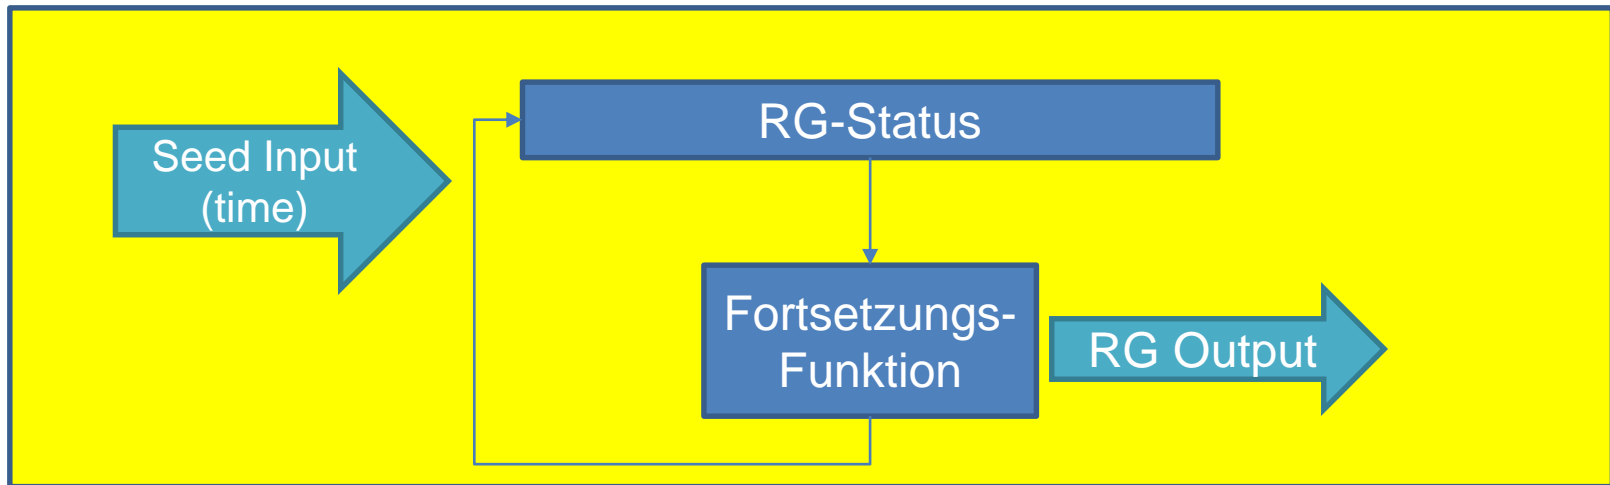 RG-Status
Seed Input
(time)
Fortsetzungs-
Funktion
RG Output